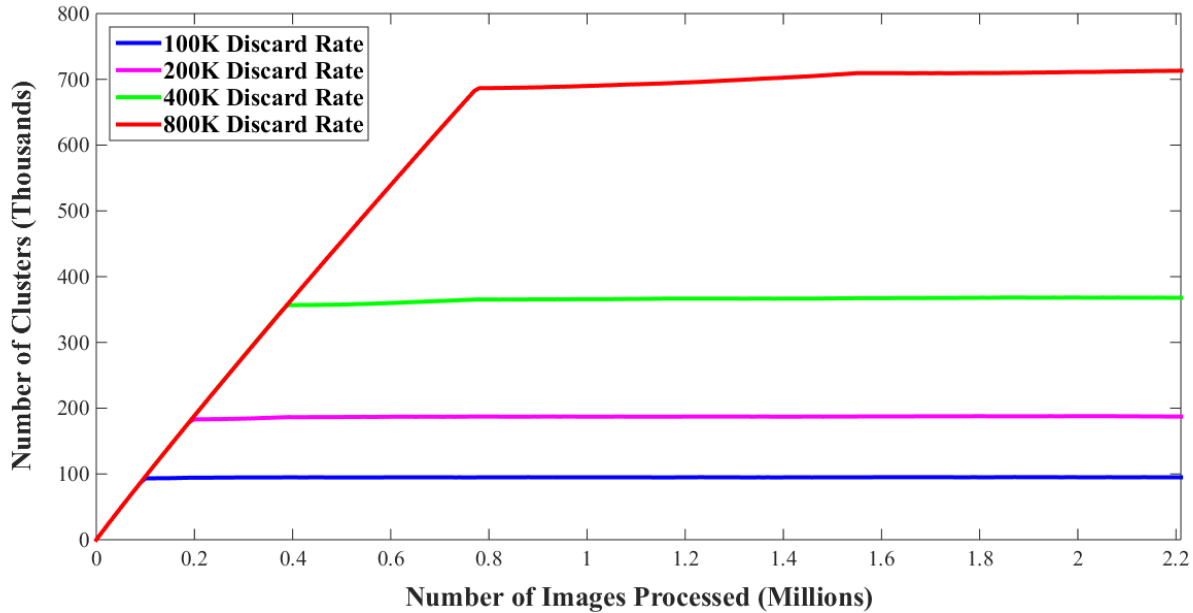 800
700
600
500
400
300
200
100
0
Number of Clusters (Thousands)
100K Discard Rate
200K Discard Rate
400K Discard Rate
800K Discard Rate
0 0.2 0.4 0.6 0.8 1 1.2 1.4 1.6 1.8 2 2.2
Number of Images Processed (Millions)